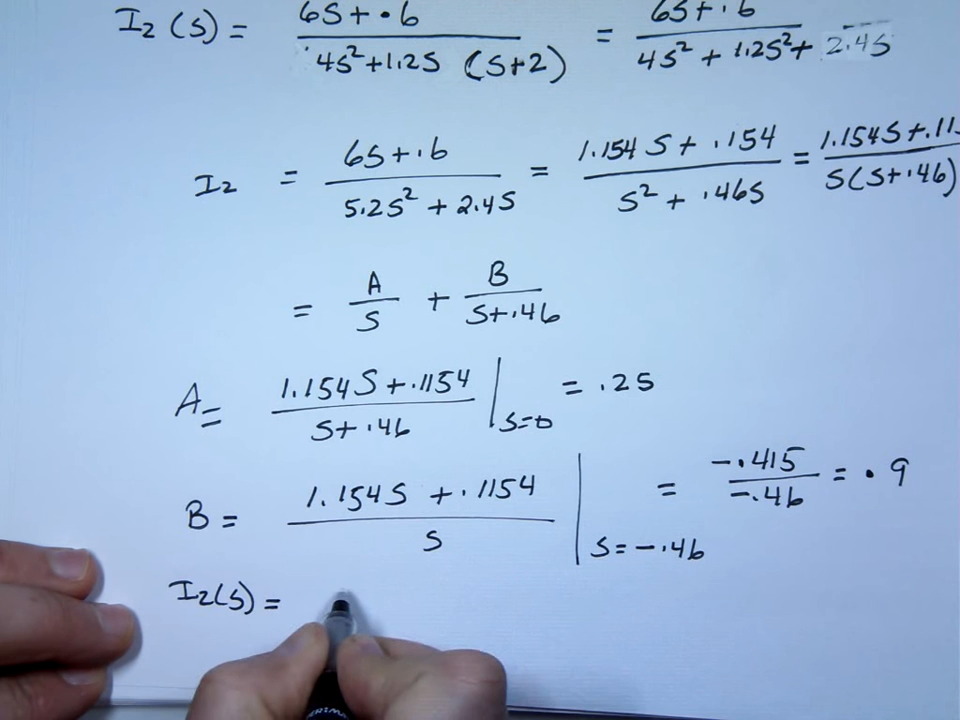 I₂(S) = (6S+.6)/(4S²+1.2S (S+2)) = (6S+.6)/(4S² + 1.2S² + 2.4S)
I₂ = (6S+.6)/(5.2S² + 2.4S) = (1.154S + .154)/(S² + .46S) = (1.154S+.115)/(S(S+.46))
= A/S + B/(S+.46)
A = (1.154S+.1154)/(S+.46) | S=0 = .25
B = (1.154S +.1154)/S | S=-.46 = -.415/-.46 = .9
I₂(S) =